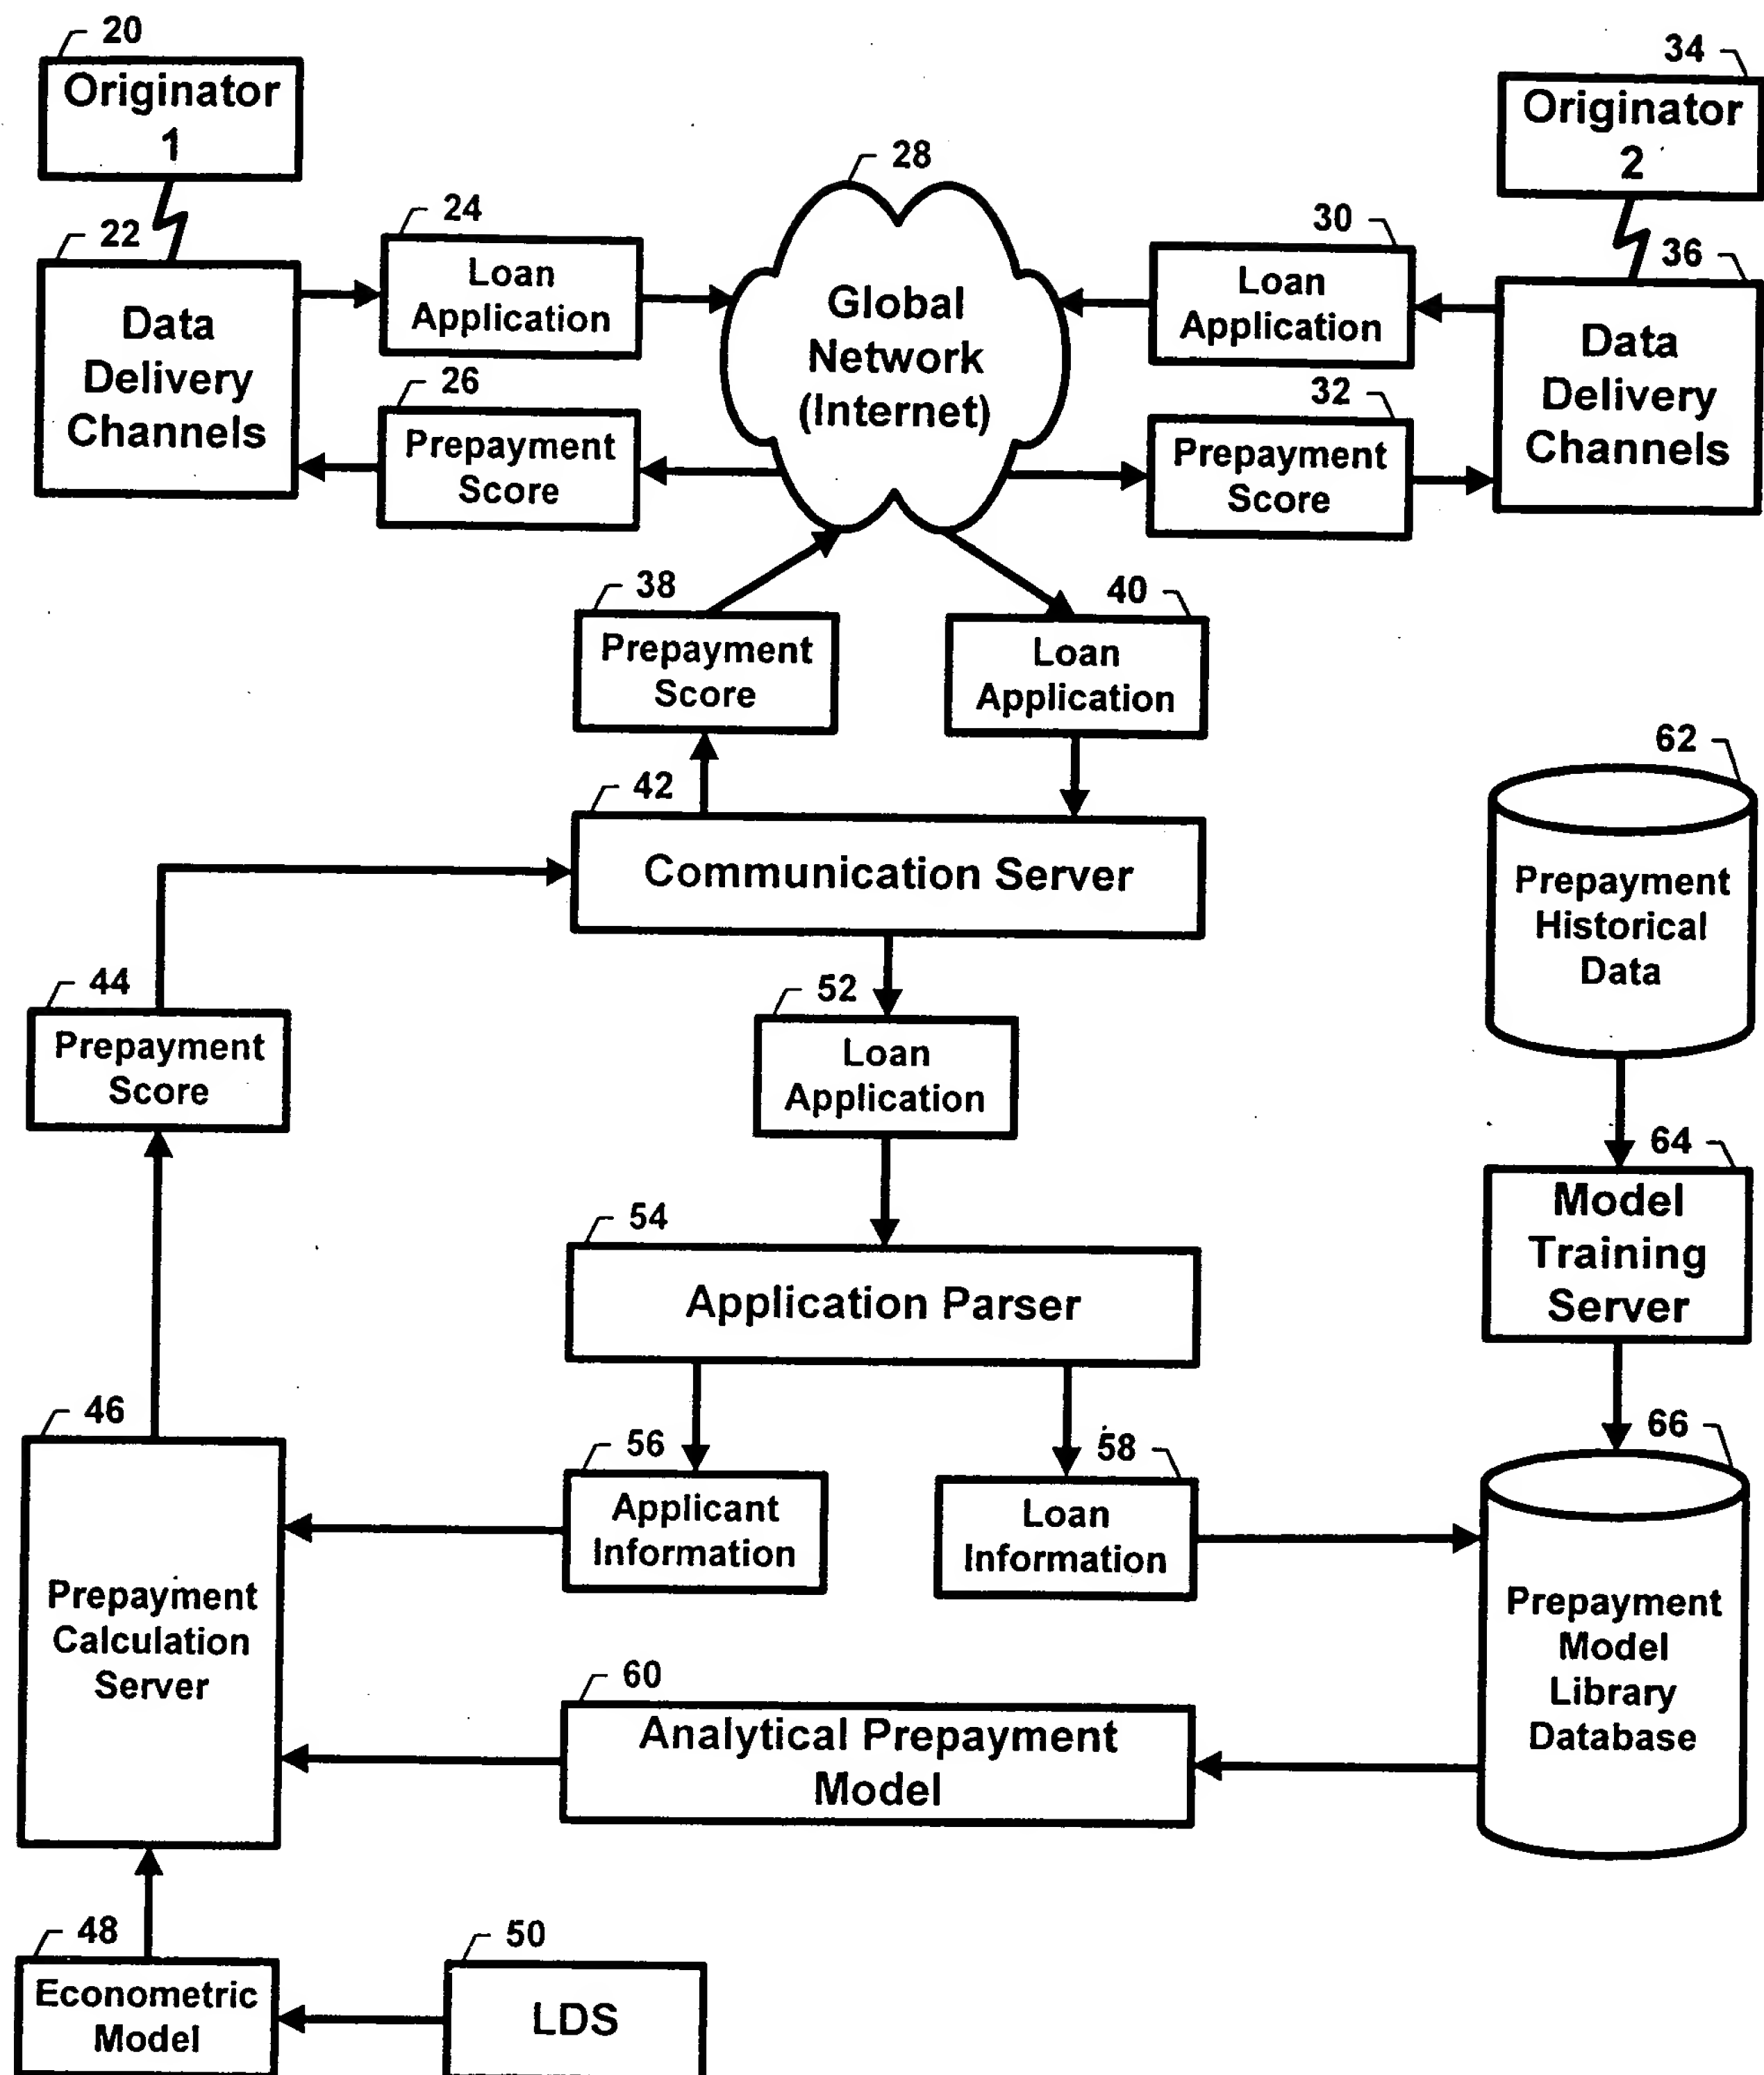 20
Originator
1
34
Originator
2
28
Global
Network
(Internet)
22
Data
Delivery
Channels
24
Loan
Application
26
Prepayment
Score
30
Loan
Application
32
Prepayment
Score
36
Data
Delivery
Channels
38
Prepayment
Score
40
Loan
Application
42
Communication Server
62
Prepayment
Historical
Data
44
Prepayment
Score
52
Loan
Application
64
Model
Training
Server
54
Application Parser
46
Prepayment
Calculation
Server
56
Applicant
Information
58
Loan
Information
66
Prepayment
Model
Library
Database
60
Analytical Prepayment
Model
48
Econometric
Model
50
LDS